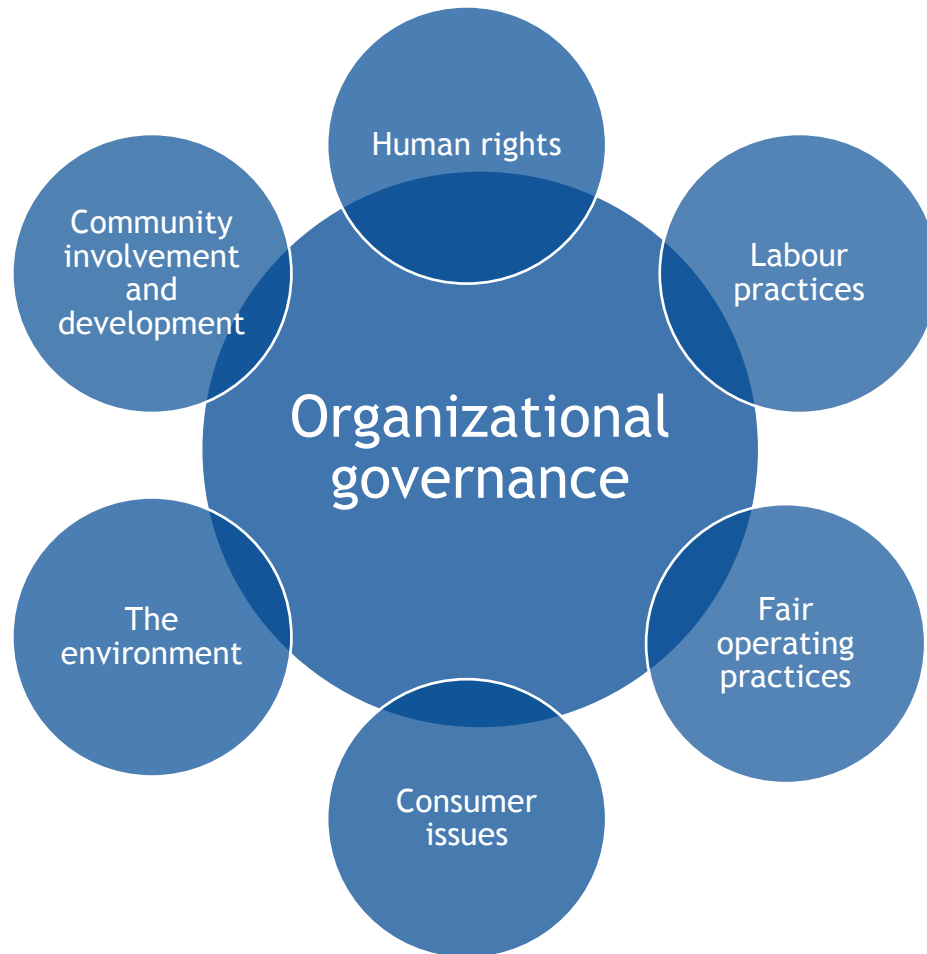 Human rights
Community
involvement
and
development
Labour
practices
Organizational
governance
The
environment
Fair
operating
practices
Consumer
issues